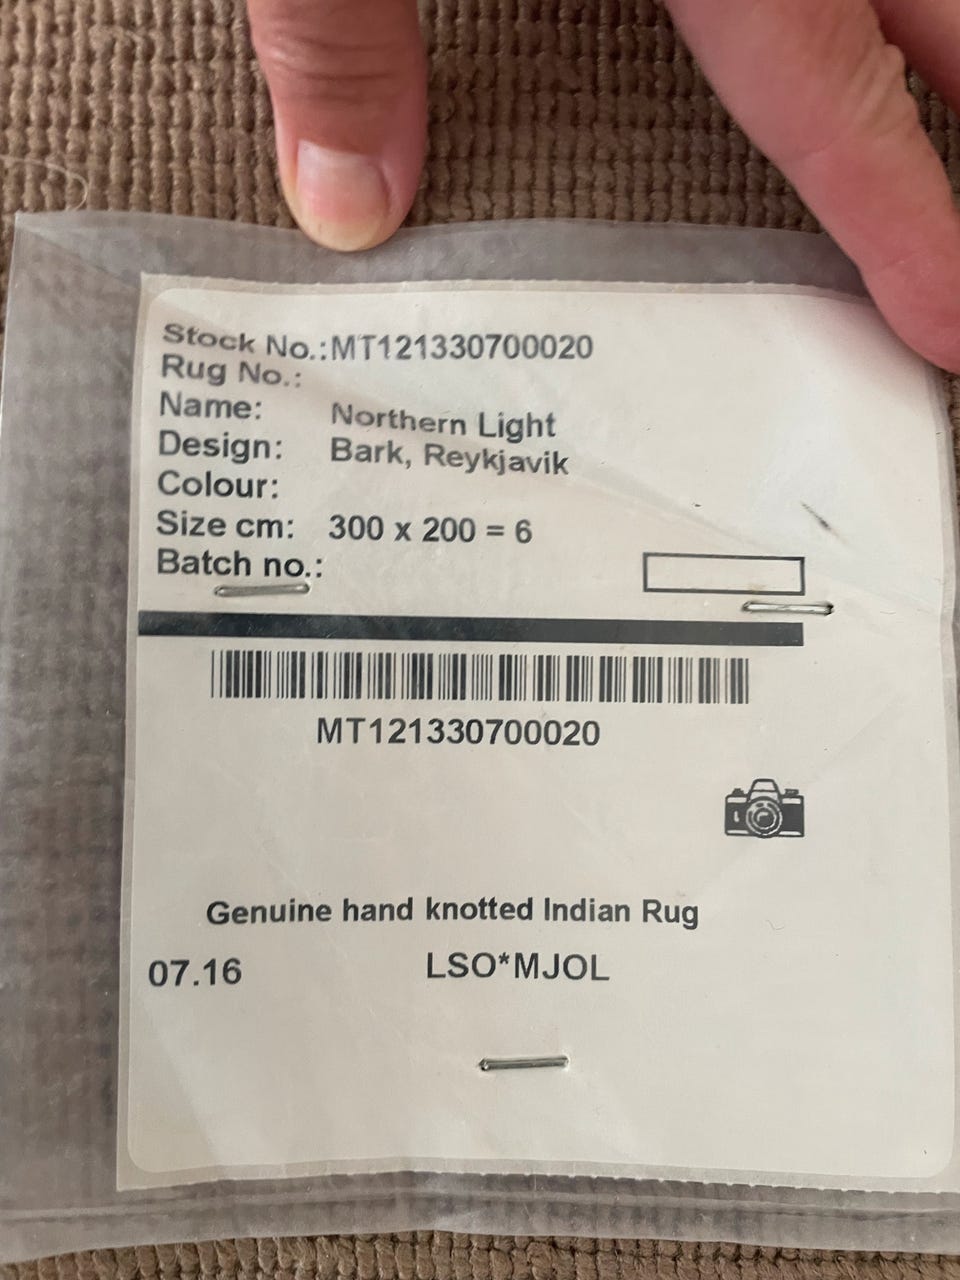 Stock No.:MT121330700020
Rug No.:
Name: Northern Light
Design: Bark, Reykjavik
Colour:
Size cm: 300 x 200 = 6
Batch no.:
MT121330700020
Genuine hand knotted Indian Rug
07.16 LSO*MJOL